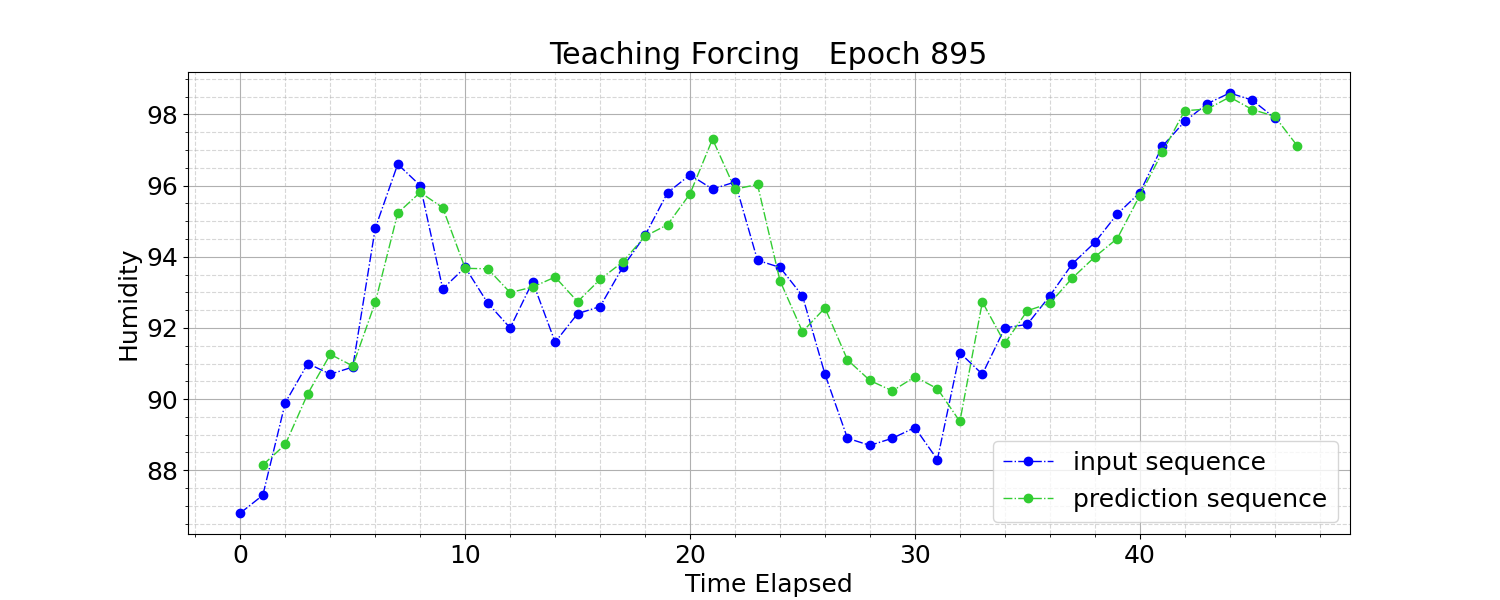 Teaching Forcing   Epoch 895
98
96
94
92
90
88
Humidity
input sequence
prediction sequence
0 10 20 30 40
Time Elapsed